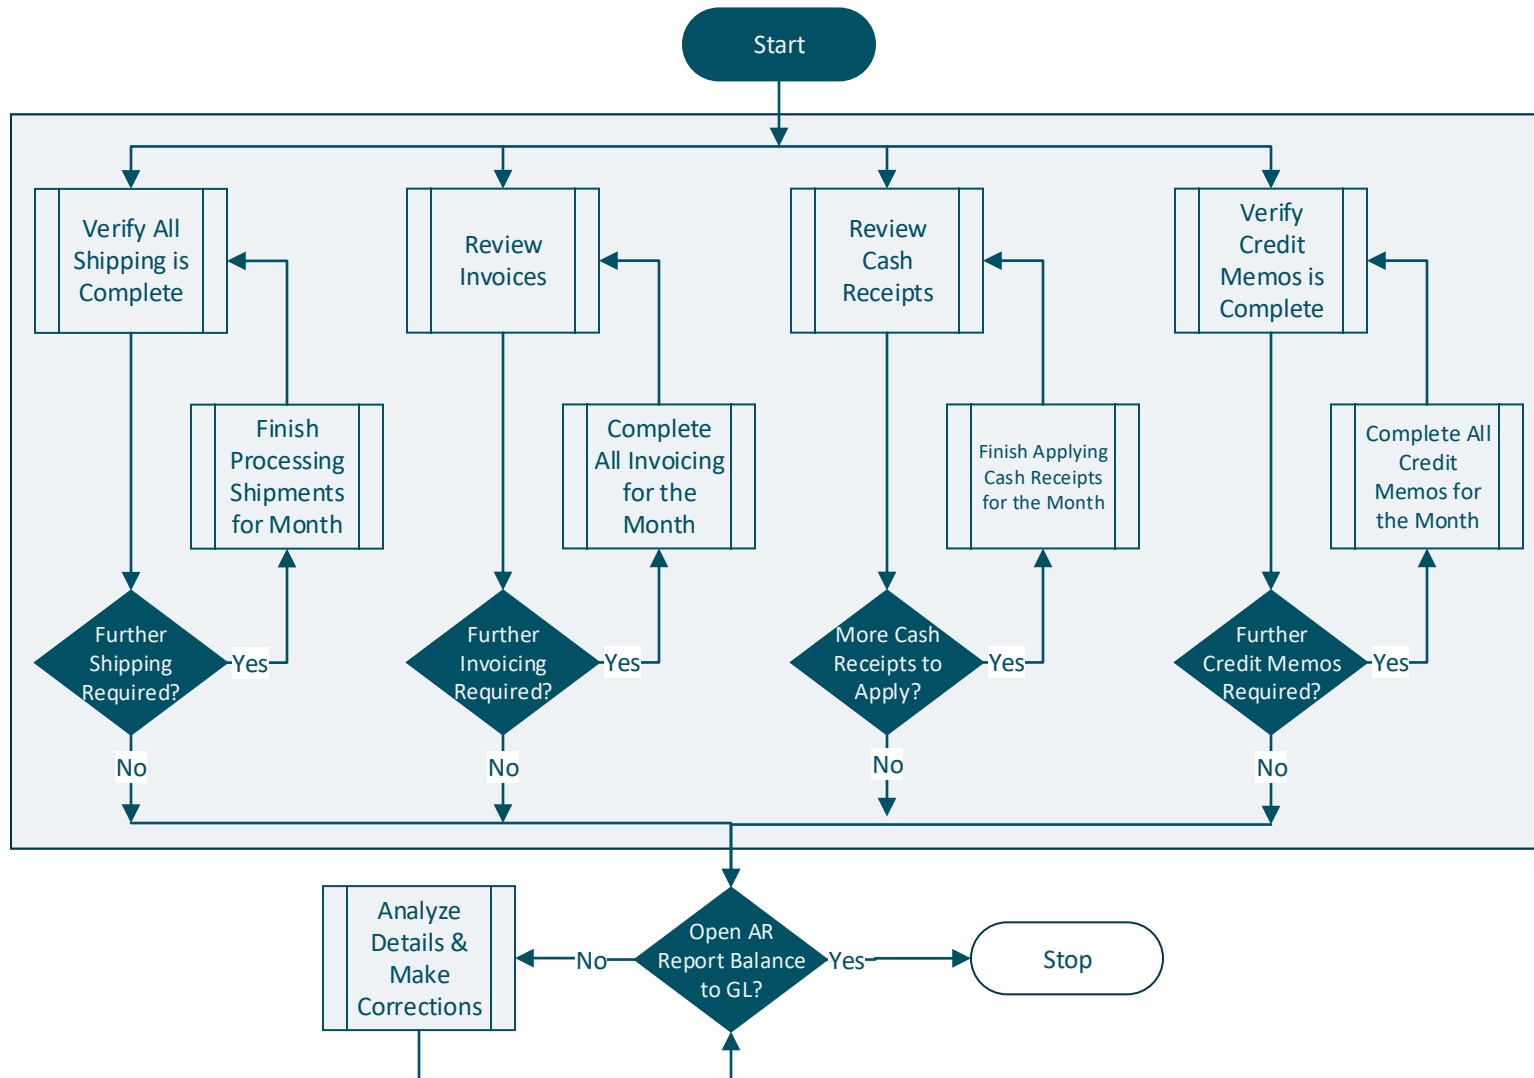 Start
Verify All
Shipping is
Complete
Review
Invoices
Review
Cash
Receipts
Verify
Credit
Memos is
Complete
Finish
Processing
Shipments
for Month
Complete
All Invoicing
for the
Month
Finish Applying
Cash Receipts
for the Month
Complete All
Credit
Memos for
the Month
Further
Shipping
Required?
Yes
Further
Invoicing
Required?
Yes
More Cash
Receipts to
Apply?
Yes
Further
Credit Memos
Required?
Yes
No
No
No
No
Analyze
Details &
Make
Corrections
No
Open AR
Report Balance
to GL?
Yes
Stop